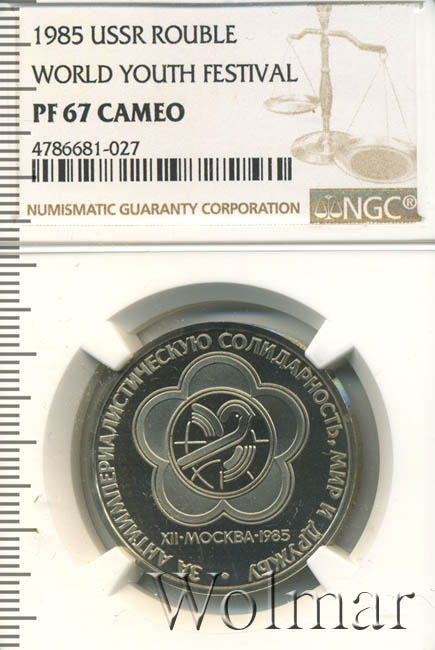 1985 USSR ROUBLE
WORLD YOUTH FESTIVAL
PF 67 CAMEO
4786681-027
NUMISMATIC GUARANTY CORPORATION
NGC®
• ЗА АНТИИМПЕРИАЛИСТИЧЕСКУЮ СОЛИДАРНОСТЬ, МИР И ДРУЖБУ
XII·МОСКВА·1985
Wolmar